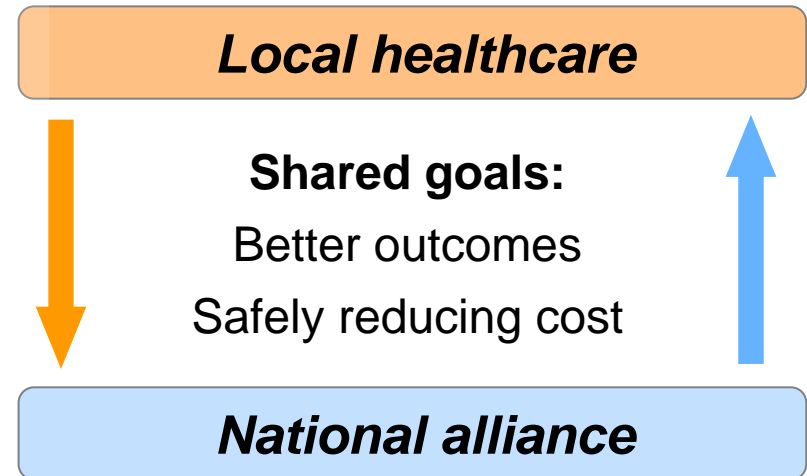 Local healthcare
Shared goals:
Better outcomes
Safely reducing cost
National alliance